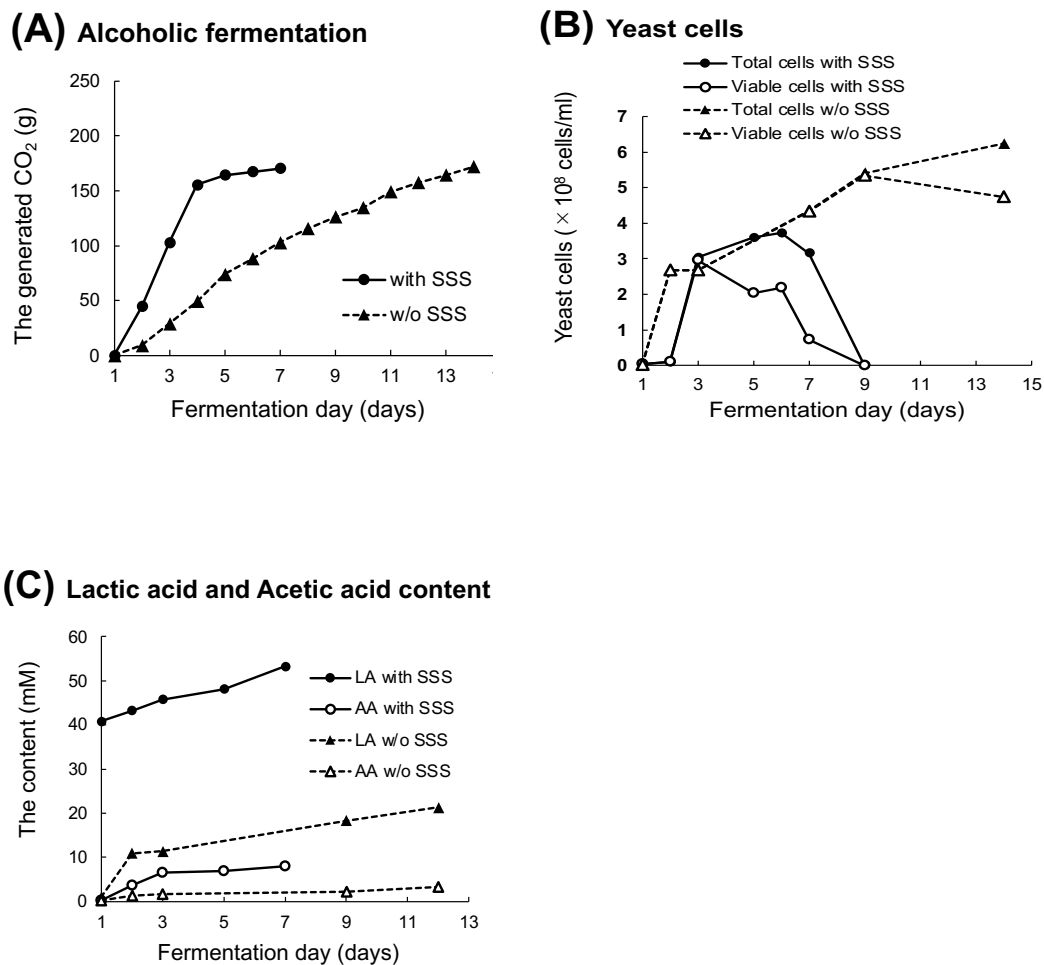 (A) Alcoholic fermentation
The generated CO₂ (g)
250
200
150
100
50
0
1 3 5 7 9 11 13
Fermentation day (days)
with SSS
w/o SSS
(B) Yeast cells
Total cells with SSS
Viable cells with SSS
Total cells w/o SSS
Viable cells w/o SSS
Yeast cells (×10⁸ cells/ml)
7
6
5
4
3
2
1
0
1 3 5 7 9 11 13 15
Fermentation day (days)
(C) Lactic acid and Acetic acid content
The content (mM)
60
50
40
30
20
10
0
1 3 5 7 9 11 13
Fermentation day (days)
LA with SSS
AA with SSS
LA w/o SSS
AA w/o SSS